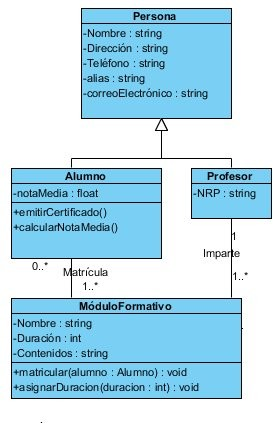 Persona
-Nombre : string
-Dirección : string
-Teléfono : string
-alias : string
-correoElectrónico : string
Alumno
-notaMedia : float
+emitirCertificado()
+calcularNotaMedia()
Profesor
-NRP : string
0..*
Matrícula
1..*
1
Imparte
1..*
MóduloFormativo
-Nombre : string
-Duración : int
-Contenidos : string
+matricular(alumno : Alumno) : void
+asignarDuracion(duracion : int) : void